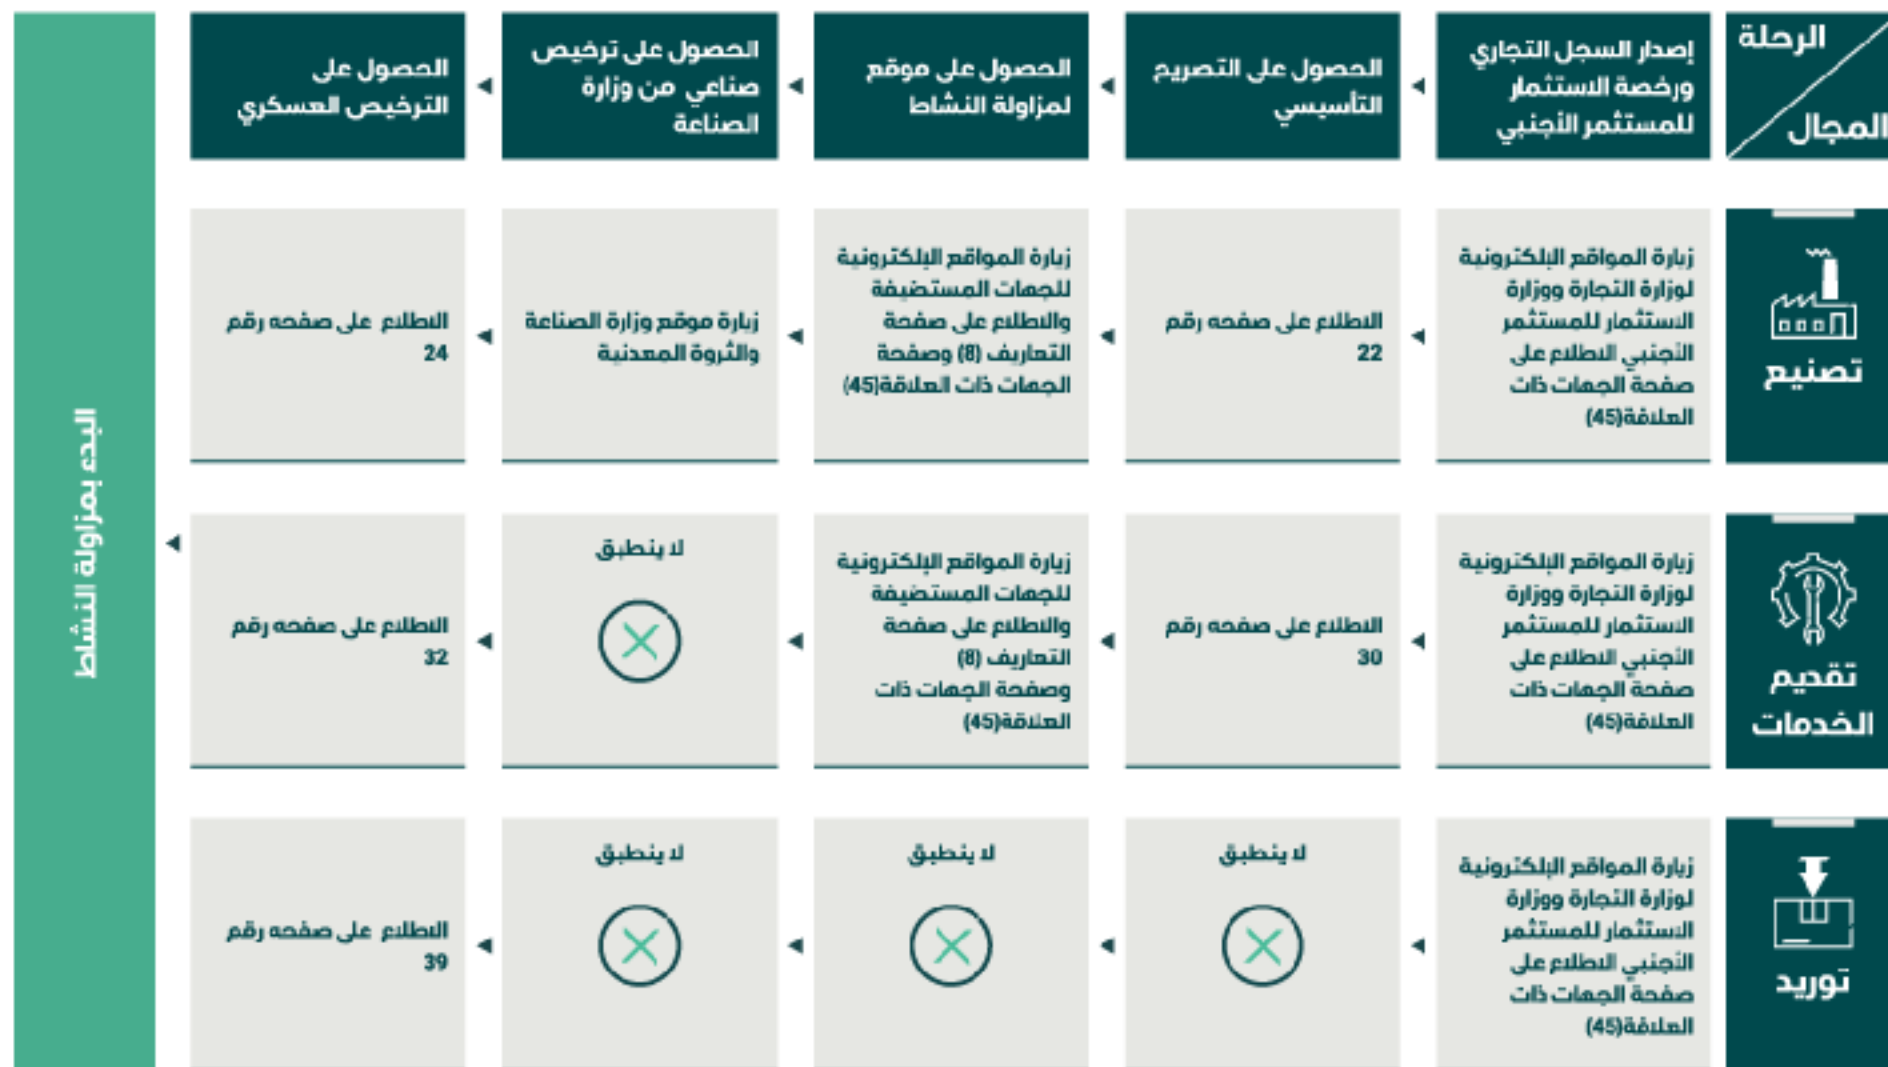 الرحلة
المجال
إصدار السجل التجاري
ورخصة الاستثمار
للمستثمر الأجنبي
الحصول على التصريح
التأسيسي
الحصول على موقع
لمزاولة النشاط
الحصول على ترخيص
صناعي من وزارة
الصناعة
الحصول على
الترخيص العسكري
تصنيع
زيارة المواقع الإلكترونية
لوزارة التجارة ووزارة
الاستثمار للمستثمر
الأجنبي الاطلاع على
صفحة الجهات ذات
العلاقة(45)
الاطلاع على صفحه رقم
22
زيارة المواقع الإلكترونية
للجهات المستضيفة
والاطلاع على صفحة
التعاريف (8) وصفحة
الجهات ذات العلاقة(45)
زيارة موقع وزارة الصناعة
والثروة المعدنية
الاطلاع على صفحه رقم
24
تقديم
الخدمات
زيارة المواقع الإلكترونية
لوزارة التجارة ووزارة
الاستثمار للمستثمر
الأجنبي الاطلاع على
صفحة الجهات ذات
العلاقة(45)
الاطلاع على صفحه رقم
30
زيارة المواقع الإلكترونية
للجهات المستضيفة
والاطلاع على صفحة
التعاريف (8)
وصفحة الجهات ذات
العلاقة(45)
لا ينطبق
الاطلاع على صفحه رقم
32
توريد
زيارة المواقع الإلكترونية
لوزارة التجارة ووزارة
الاستثمار للمستثمر
الأجنبي الاطلاع على
صفحة الجهات ذات
العلاقة(45)
لا ينطبق
لا ينطبق
لا ينطبق
الاطلاع على صفحه رقم
39
البدء بمزاولة النشاط